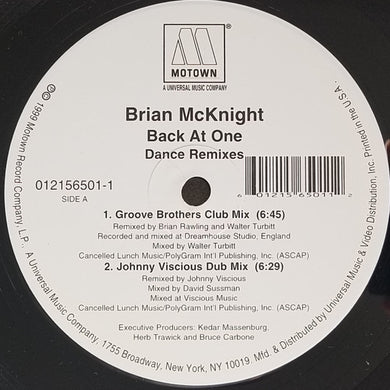 M
MOTOWN
A UNIVERSAL MUSIC COMPANY
Brian McKnight
Back At One
Dance Remixes
012156501-1
SIDE A
6 01215 65011 2
1. Groove Brothers Club Mix (6:45)
Remixed by Brian Rawling and Walter Turbitt
Recorded and mixed at Dreamhouse Studio, England
Mixed by Walter Turbitt
Cancelled Lunch Music/PolyGram Int'l Publishing, Inc. (ASCAP)
2. Johnny Viscious Dub Mix (6:29)
Remixed by Johnny Viscious
Edited by David Sussman
Mixed at Viscious Music
Cancelled Lunch Music/PolyGram Int'l Publishing, Inc. (ASCAP)
Executive Producers: Kedar Massenburg,
Herb Trawick and Bruce Carbone
℗© 1999 Motown Record Company L.P., A Universal Music Company. 1755 Broadway, New York, NY 10019. Mfd. & Distributed by Universal Music & Video Distribution, Inc. Printed in the U.S.A.